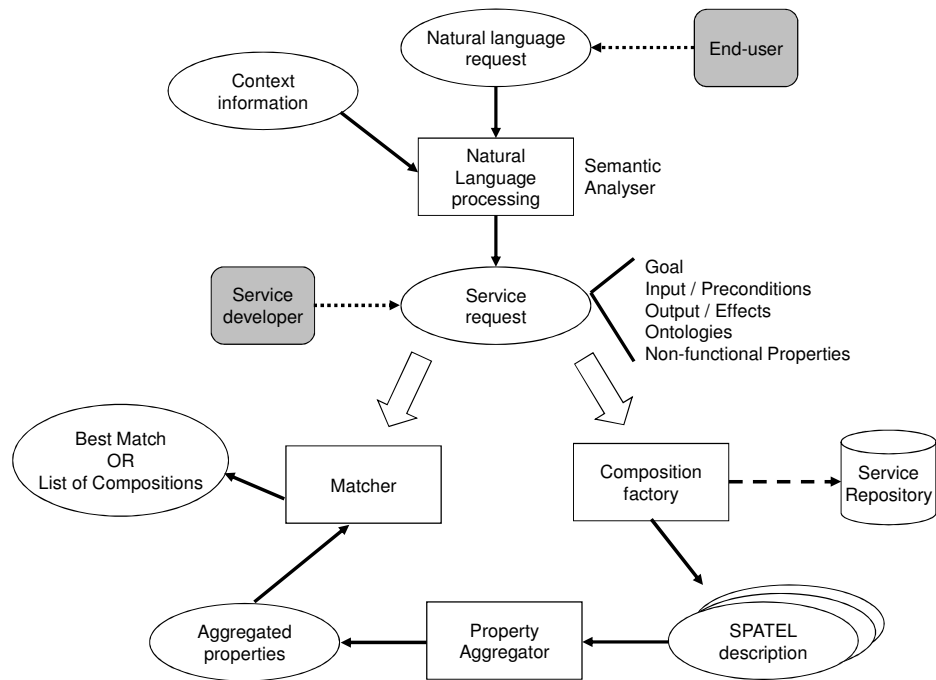 Natural language
request
End-user
Context
information
Natural
Language
processing
Semantic
Analyser
Service
developer
Service
request
Goal
Input / Preconditions
Output / Effects
Ontologies
Non-functional Properties
Best Match
OR
List of Compositions
Matcher
Composition
factory
Service
Repository
Aggregated
properties
Property
Aggregator
SPATEL
description